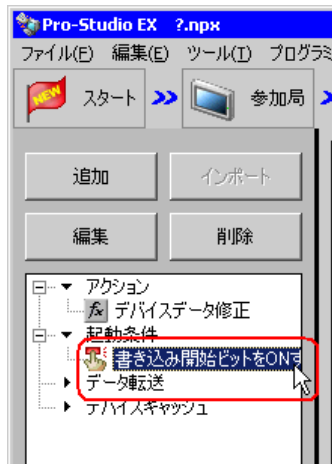 Pro-Studio EX ?.npx
ファイル(F) 編集(E) ツール(T) プログラミ
NEW スタート >> 参加局
追加 インポート
編集 削除
アクション
fx デバイスデータ修正
起動条件
書き込み開始ビットをONす
データ転送
デバイスキャッシュ